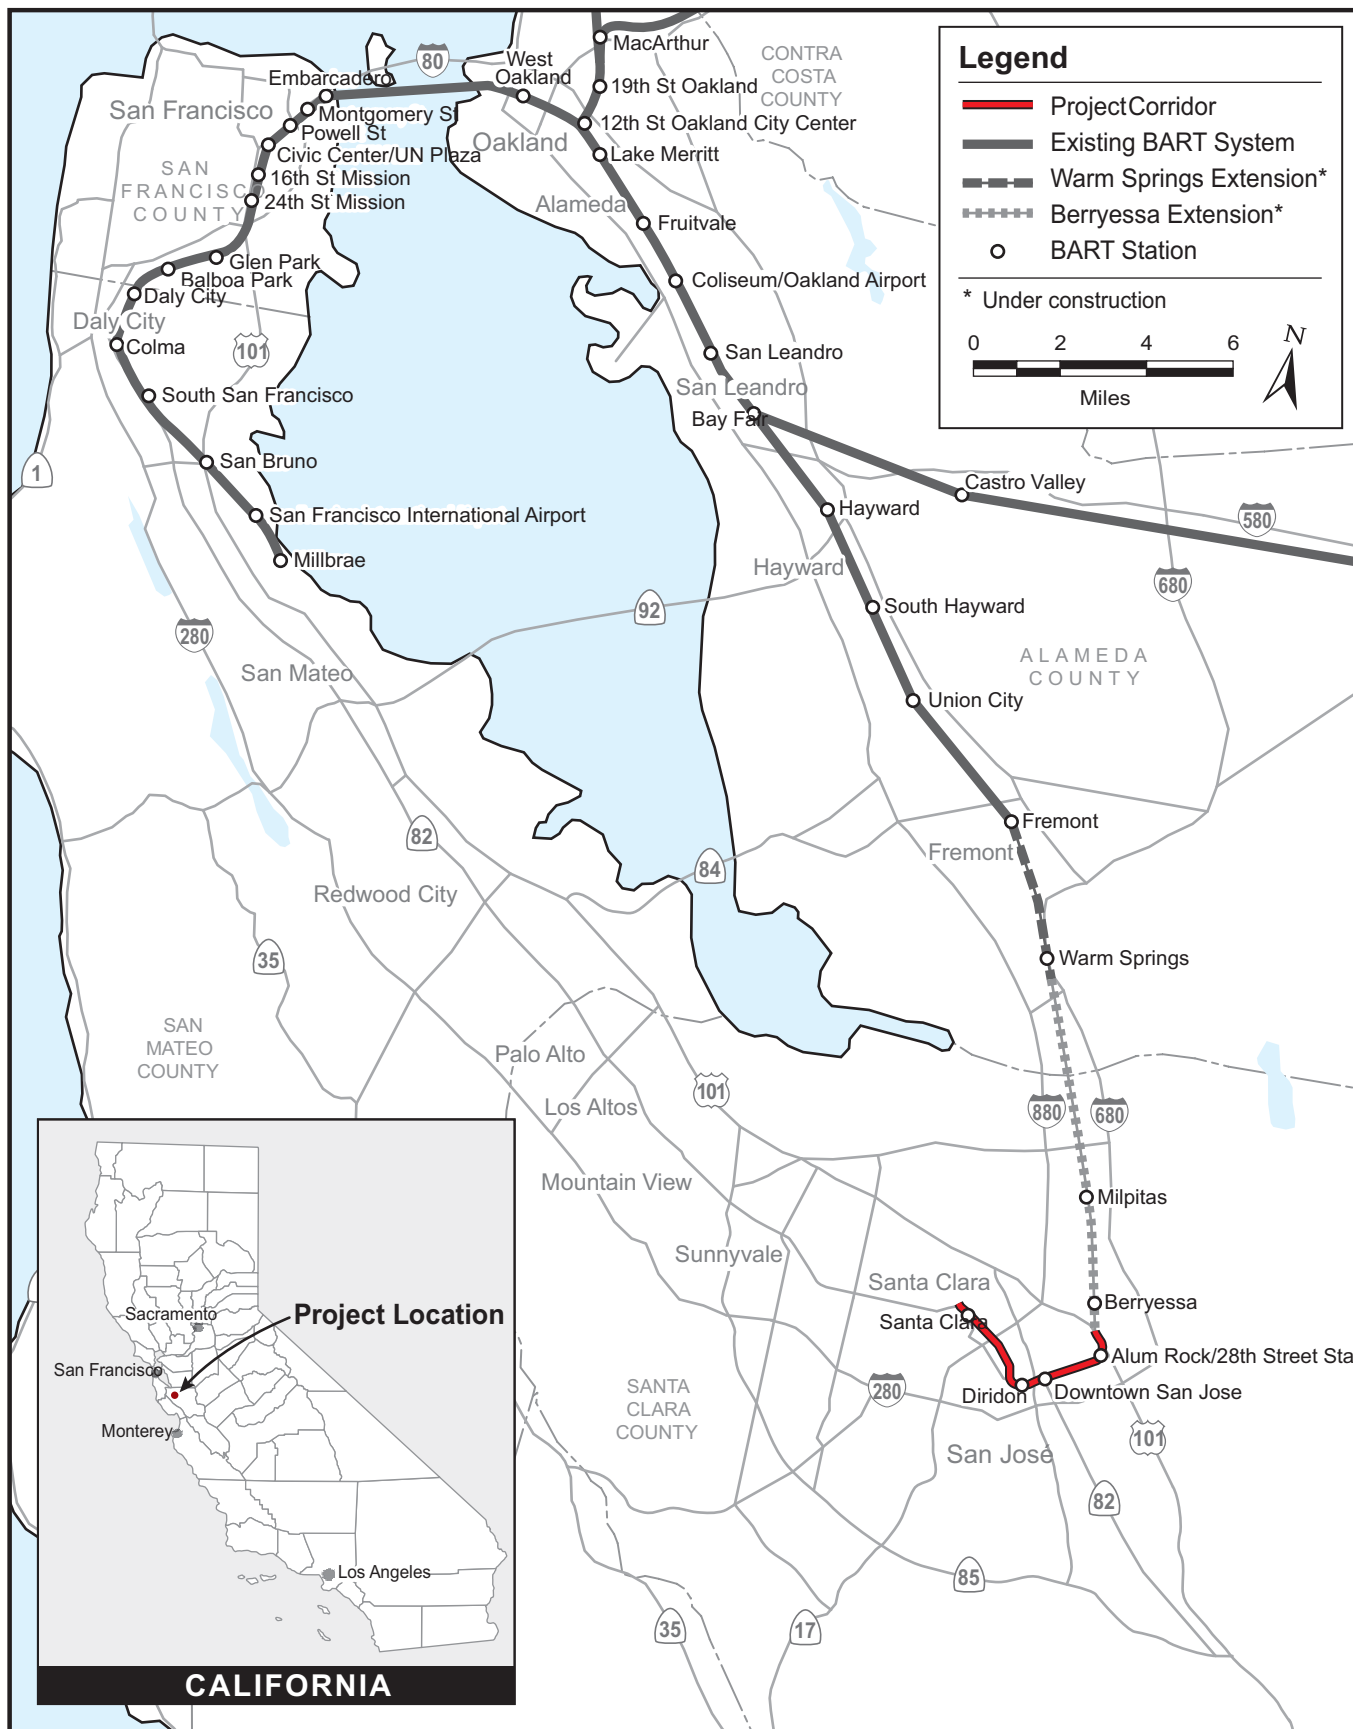 Legend
Project Corridor
Existing BART System
Warm Springs Extension*
Berryessa Extension*
BART Station
* Under construction
0 2 4 6
Miles
N
MacArthur
CONTRA
COSTA
COUNTY
80
West
Oakland
Embarcadero
19th St Oakland
San Francisco
Montgomery St
12th St Oakland City Center
Powell St
Oakland
Civic Center/UN Plaza
Lake Merritt
SAN
FRANCISCO
COUNTY
16th St Mission
24th St Mission
Alameda
Fruitvale
Glen Park
Balboa Park
Coliseum/Oakland Airport
Daly City
Daly City
Colma
101
San Leandro
San Leandro
South San Francisco
Bay Fair
1
San Bruno
Castro Valley
Hayward
San Francisco International Airport
580
Millbrae
Hayward
680
92
South Hayward
280
ALAMEDA
COUNTY
San Mateo
Union City
Fremont
82
Fremont
84
Redwood City
35
Warm Springs
SAN
MATEO
COUNTY
Palo Alto
101
Los Altos
880
680
Mountain View
Milpitas
Sunnyvale
Santa Clara
Santa Clara
Berryessa
Alum Rock/28th Street Sta
Diridon
Downtown San Jose
280
SANTA
CLARA
COUNTY
101
San José
82
85
35
17
Sacramento
Project Location
San Francisco
Monterey
Los Angeles
CALIFORNIA